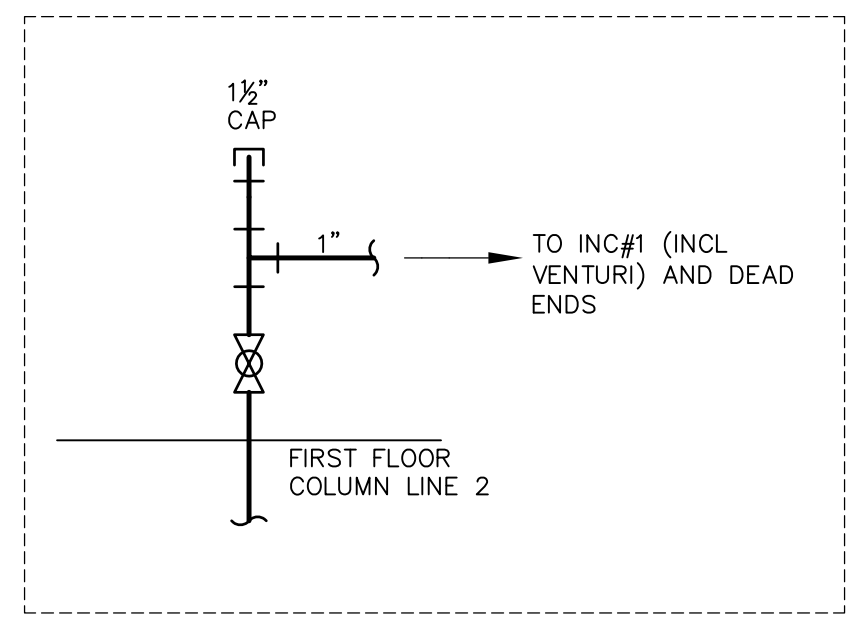 1½”
CAP
1”
TO INC#1 (INCL
VENTURI) AND DEAD
ENDS
FIRST FLOOR
COLUMN LINE 2